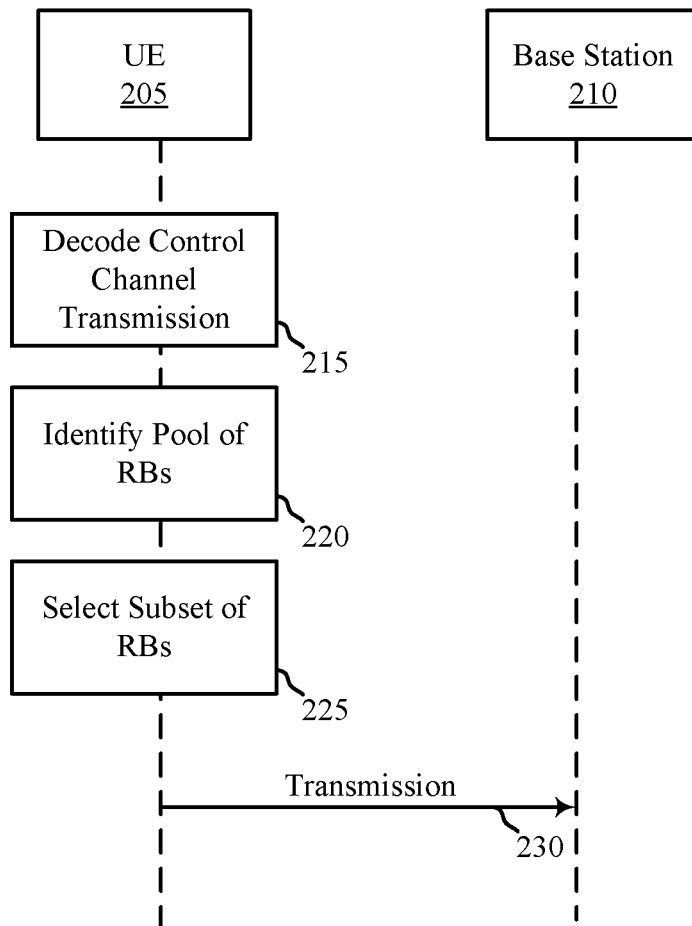 UE
205
Base Station
210
Decode Control
Channel
Transmission
215
Identify Pool of
RBs
220
Select Subset of
RBs
225
Transmission
230